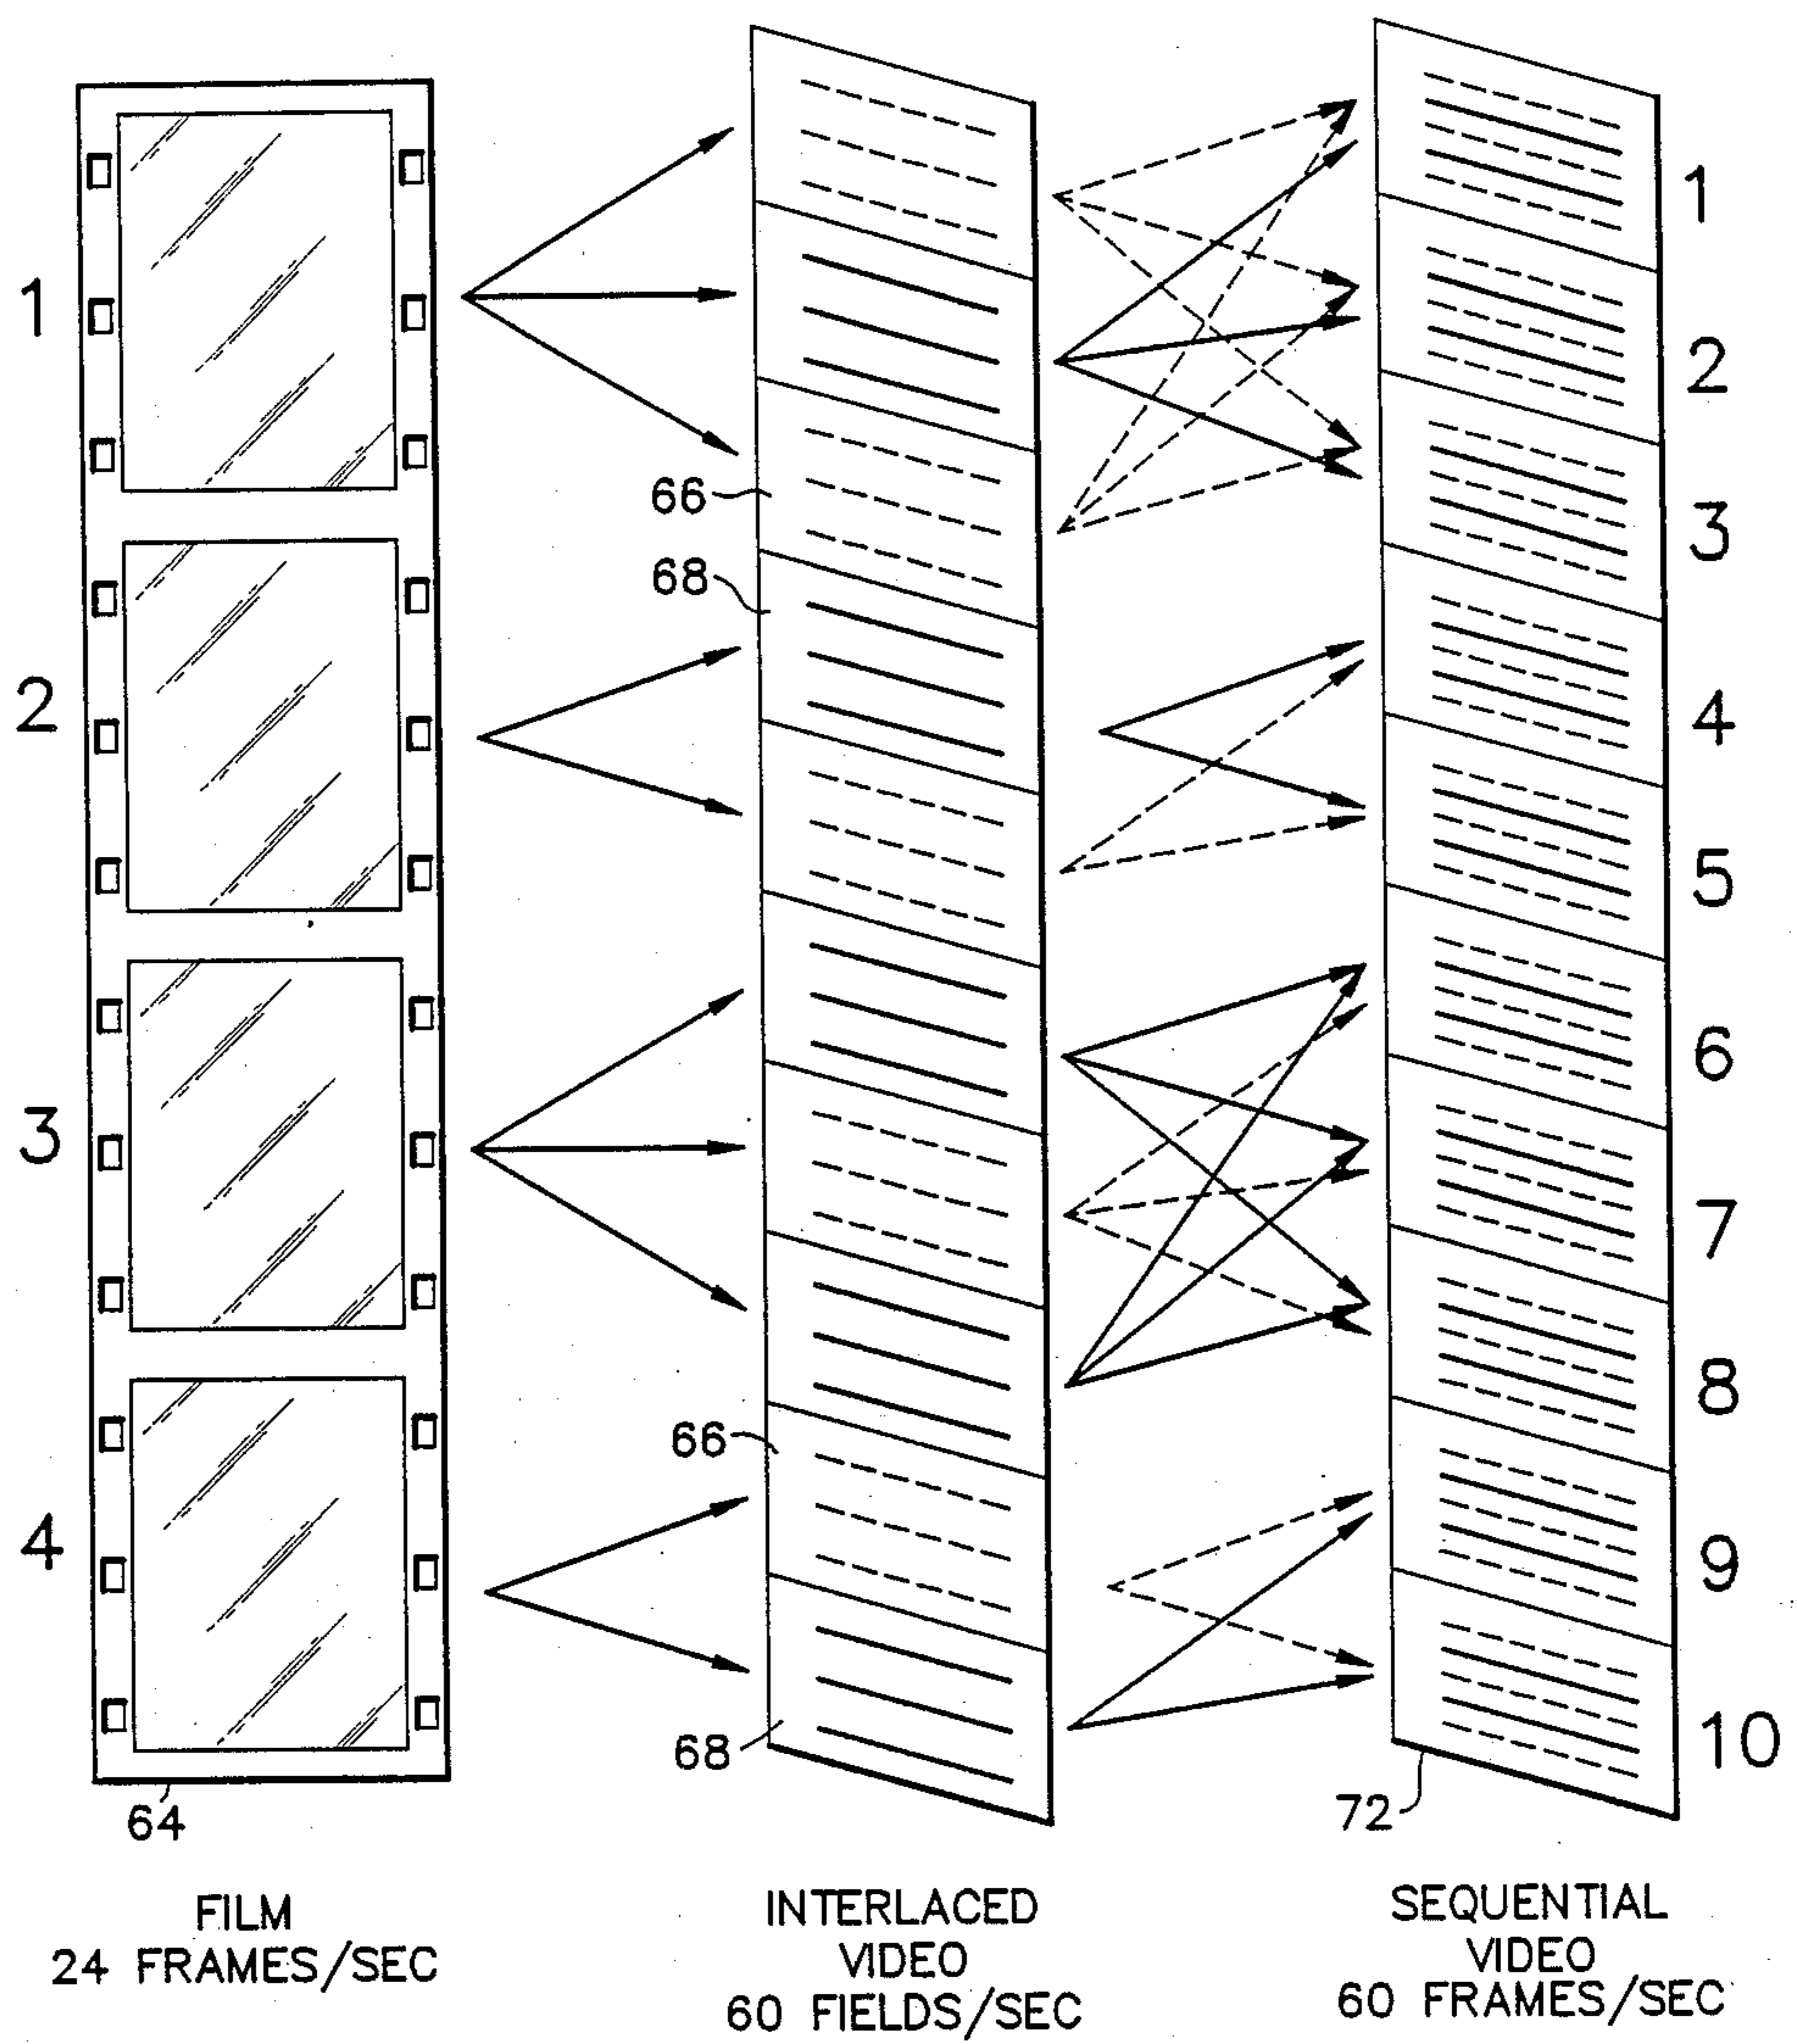 1
2
3
4
64
66
68
66
68
1
2
3
4
5
6
7
8
9
10
72
FILM
24 FRAMES/SEC
INTERLACED
VIDEO
60 FIELDS/SEC
SEQUENTIAL
VIDEO
60 FRAMES/SEC